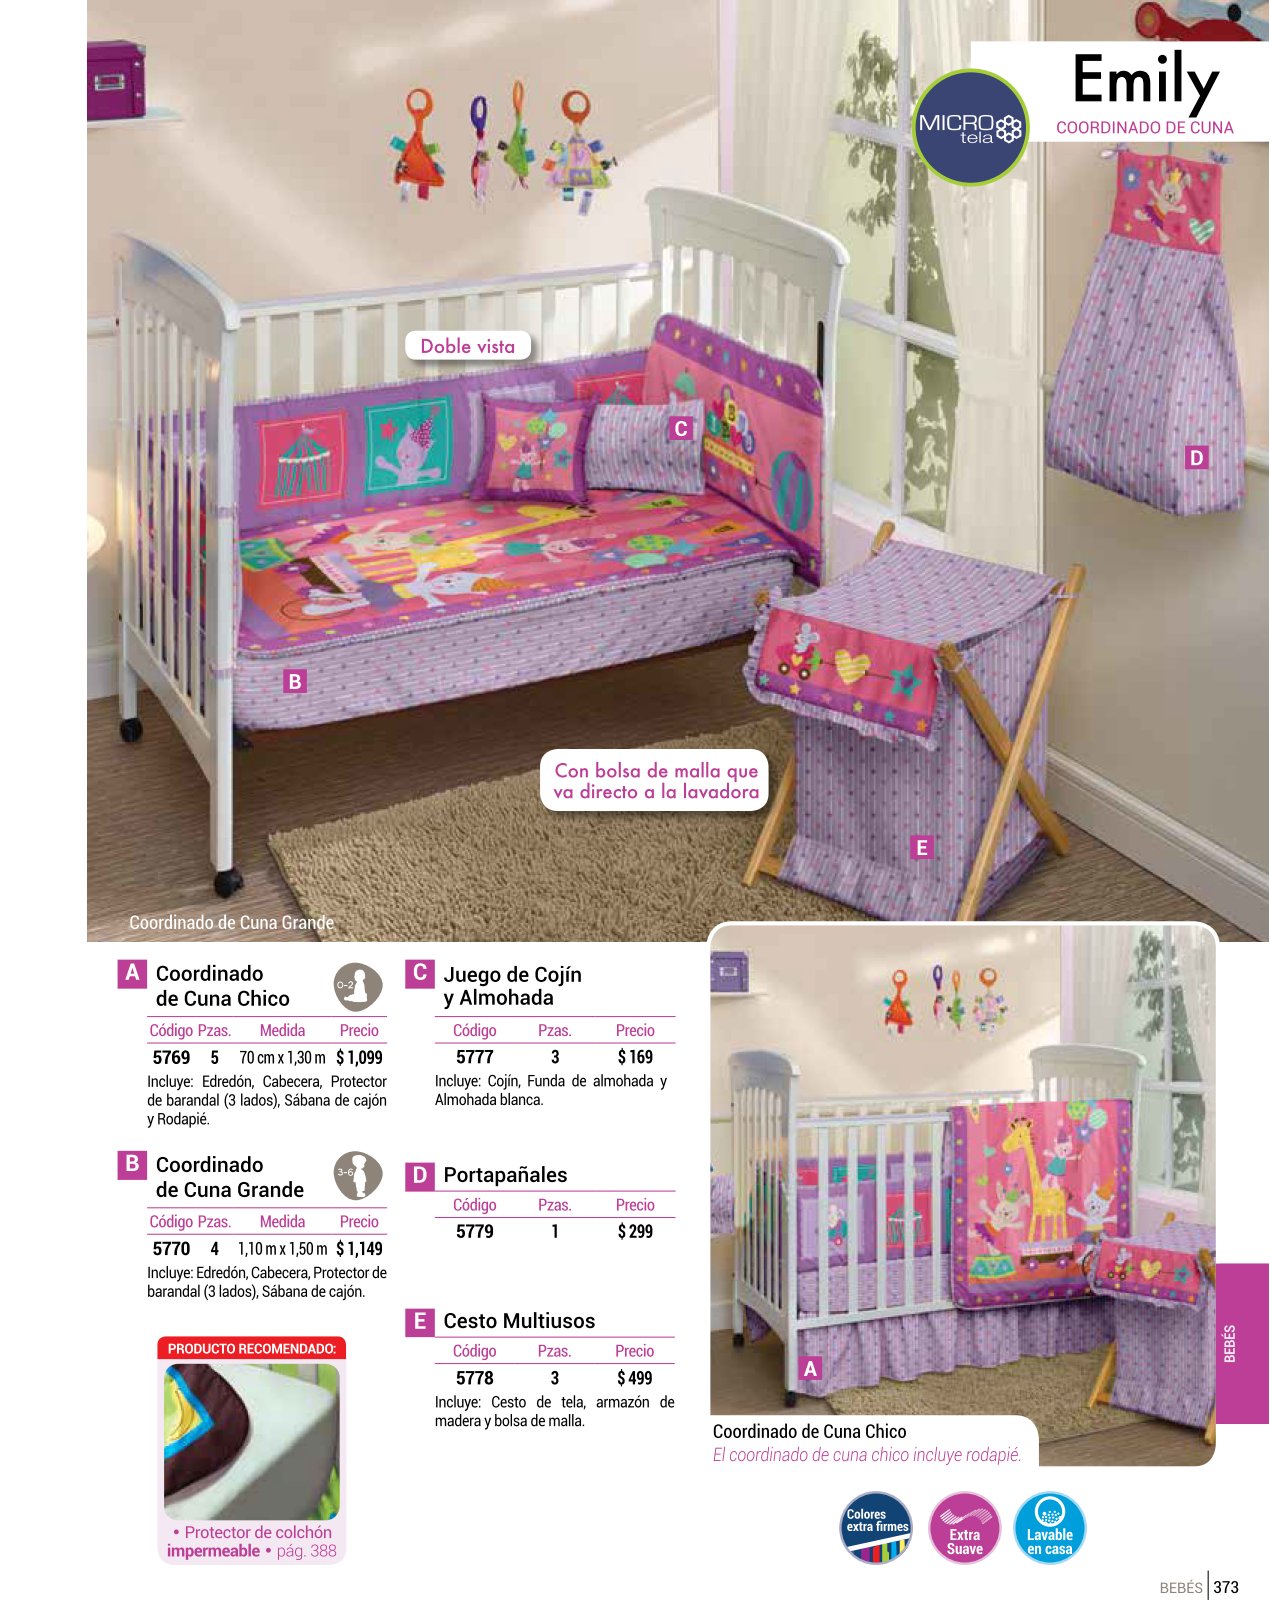 Emily
COORDINADO DE CUNA
MICRO
tela
Doble vista
C
D
B
Con bolsa de malla que
va directo a la lavadora
E
Coordinado de Cuna Grande
A Coordinado
de Cuna Chico
0-2
Código Pzas. Medida Precio
5769 5 70 cm x 1,30 m $ 1,099
Incluye: Edredón, Cabecera, Protector
de barandal (3 lados), Sábana de cajón
y Rodapié.
B Coordinado
de Cuna Grande
3-6
Código Pzas. Medida Precio
5770 4 1,10 m x 1,50 m $ 1,149
Incluye: Edredón, Cabecera, Protector de
barandal (3 lados), Sábana de cajón.
PRODUCTO RECOMENDADO:
• Protector de colchón
impermeable • pág. 388
C Juego de Cojín
y Almohada
Código Pzas. Precio
5777 3 $ 169
Incluye: Cojín, Funda de almohada y
Almohada blanca.
D Portapañales
Código Pzas. Precio
5779 1 $ 299
E Cesto Multiusos
Código Pzas. Precio
5778 3 $ 499
Incluye: Cesto de tela, armazón de
madera y bolsa de malla.
A
Coordinado de Cuna Chico
El coordinado de cuna chico incluye rodapié.
BEBÉS
Colores
extra firmes
Extra
Suave
Lavable
en casa
BEBÉS 373